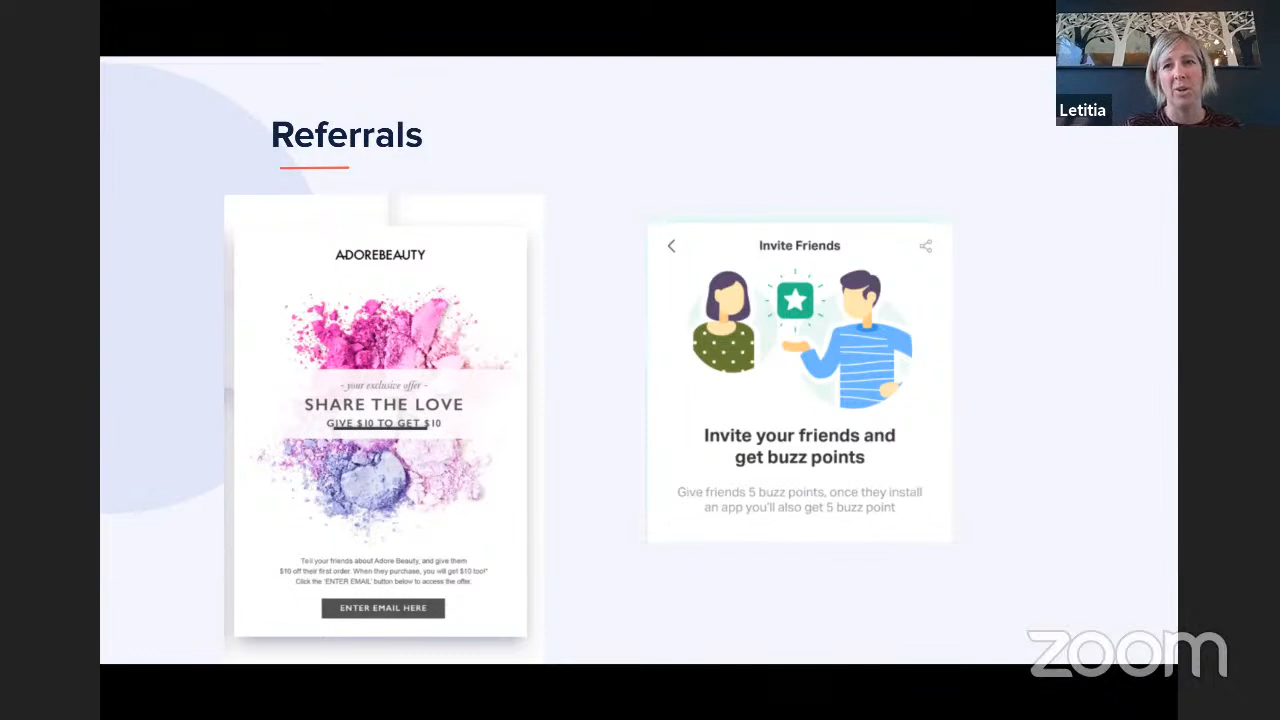 Letitia
Referrals
ADOREBEAUTY
- your exclusive offer -
SHARE THE LOVE
GIVE $10 TO GET $10
Tell your friends about Adore Beauty, and give them
$10 off their first order. When they purchase, you will get $10 too!*
Click the 'ENTER EMAIL' button below to access the offer.
ENTER EMAIL HERE
Invite Friends
Invite your friends and
get buzz points
Give friends 5 buzz points, once they install
an app you'll also get 5 buzz point
zoom